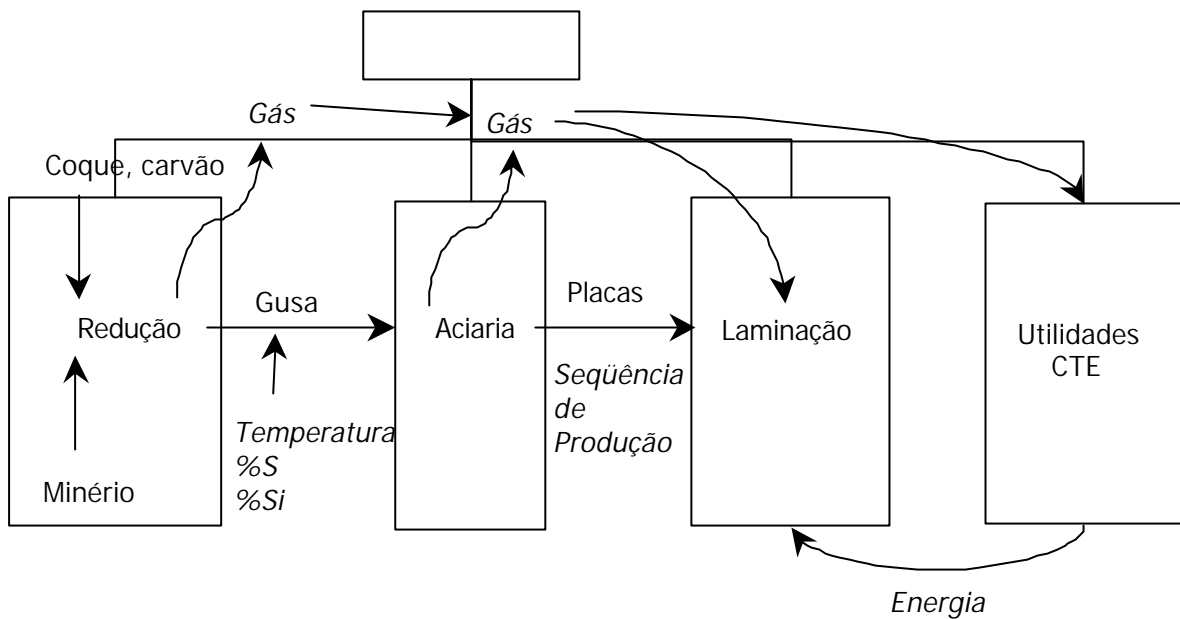 Gás
Gás
Coque, carvão
Gusa
Placas
Redução
Aciaria
Laminação
Utilidades
CTE
Seqüência
de
Produção
Temperatura
%S
%Si
Minério
Energia